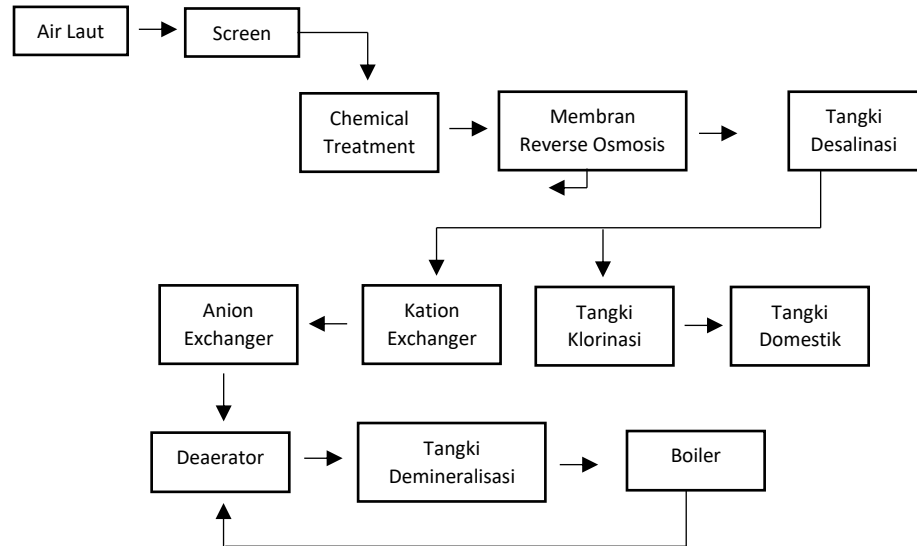 Air Laut
Screen
Chemical
Treatment
Membran
Reverse Osmosis
Tangki
Desalinasi
Anion
Exchanger
Kation
Exchanger
Tangki
Klorinasi
Tangki
Domestik
Deaerator
Tangki
Demineralisasi
Boiler